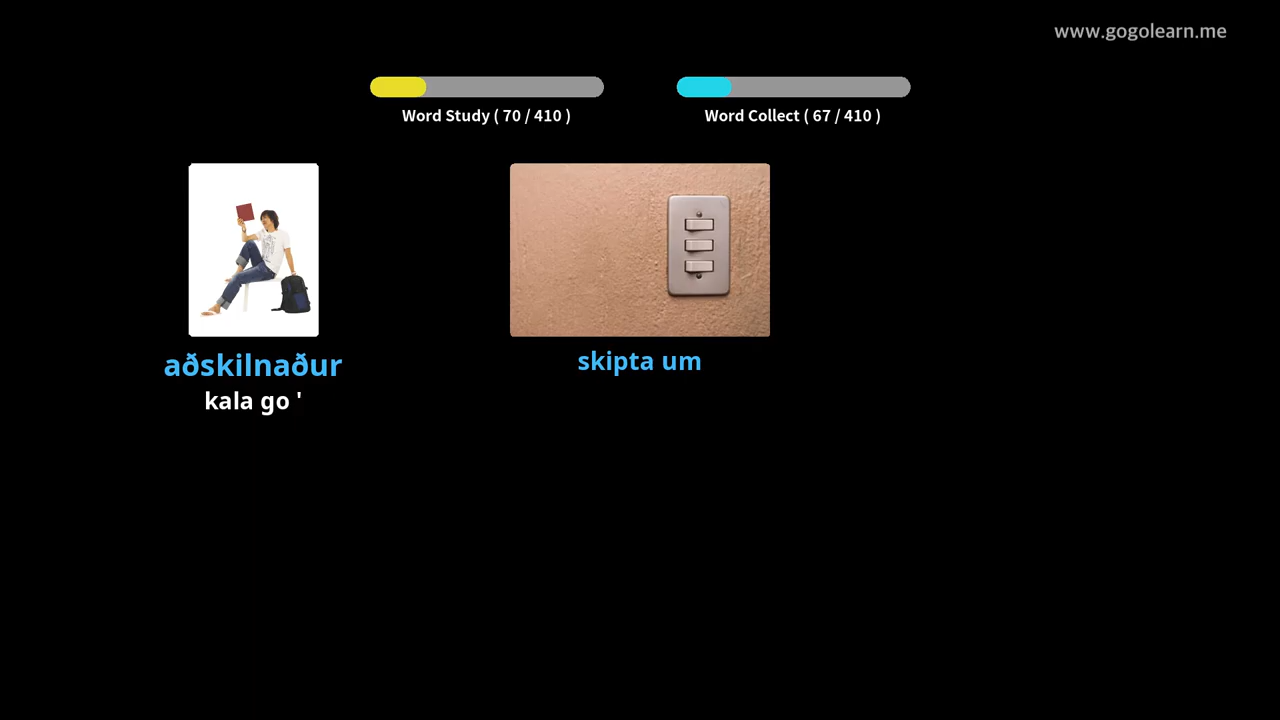 www.gogolearn.me
Word Study ( 70 / 410 )
Word Collect ( 67 / 410 )
aðskilnaður
kala go '
skipta um